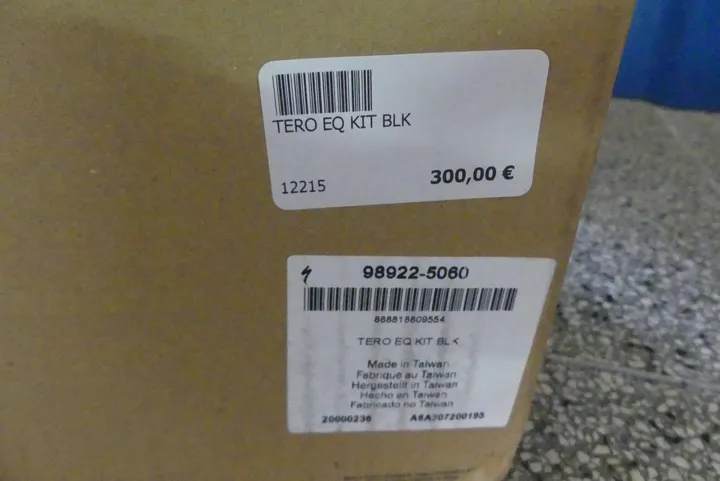 TERO EQ KIT BLK
12215 300,00 €
98922-5060
888818809554
TERO EQ KIT BLK
Made in Taiwan
Fabrique au Taiwan
Hergestellt in Taiwan
Hecho en Taiwan
Fabricado no Taiwan
20000236 A6A207200195